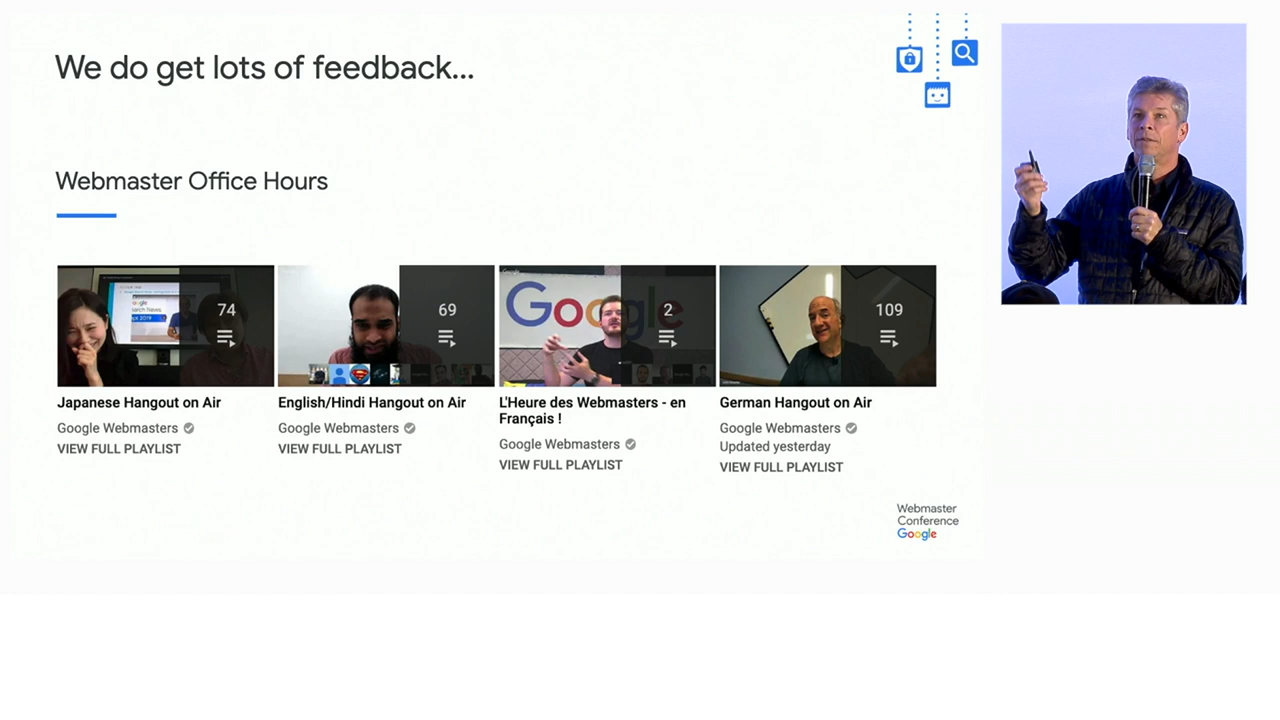 We do get lots of feedback...
Webmaster Office Hours
Google
74
69
Google
2
109
Japanese Hangout on Air
English/Hindi Hangout on Air
L'Heure des Webmasters - en
Français !
German Hangout on Air
Google Webmasters
Google Webmasters
Google Webmasters
Google Webmasters
Updated yesterday
VIEW FULL PLAYLIST
VIEW FULL PLAYLIST
VIEW FULL PLAYLIST
VIEW FULL PLAYLIST
Webmaster
Conference
Google